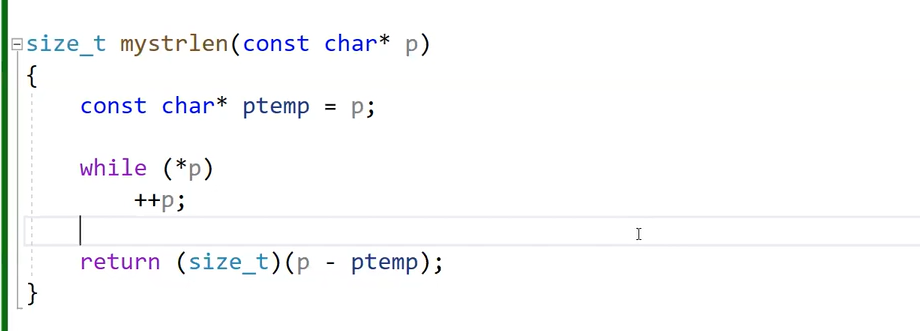 size_t mystrlen(const char* p)
{
    const char* ptemp = p;
    while (*p)
        ++p;
    return (size_t)(p - ptemp);
}